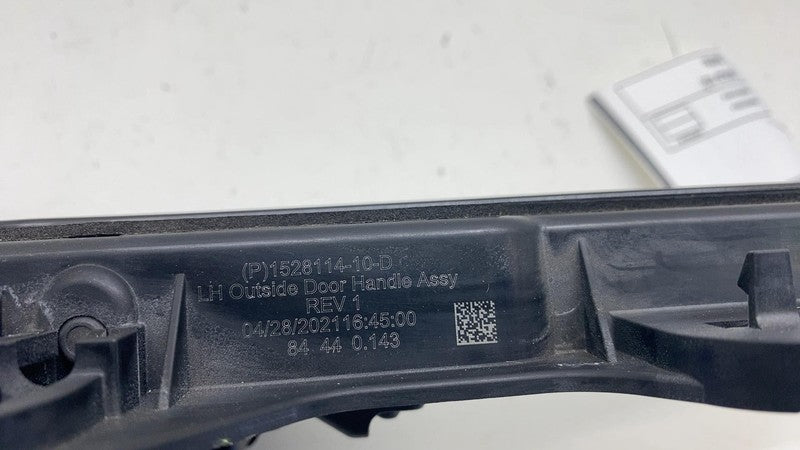 (P)1528114-10-D
LH Outside Door Handle Assy
REV 1
04/28/202116:45:00
84 44 0.143